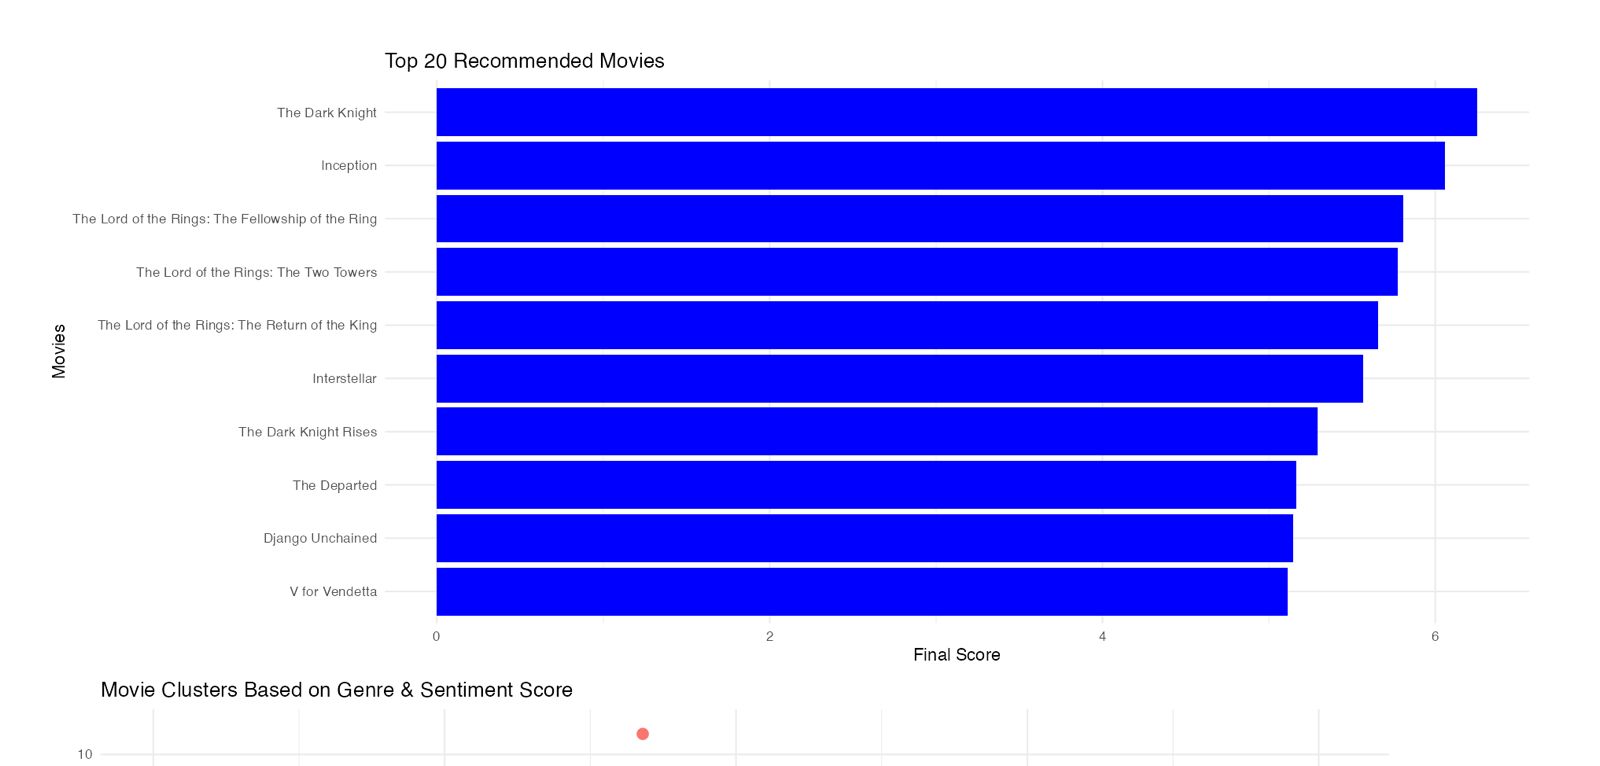 Top 20 Recommended Movies
The Dark Knight
Inception
The Lord of the Rings: The Fellowship of the Ring
The Lord of the Rings: The Two Towers
The Lord of the Rings: The Return of the King
Interstellar
The Dark Knight Rises
The Departed
Django Unchained
V for Vendetta
Movies
0 2 4 6
Final Score
Movie Clusters Based on Genre & Sentiment Score
10